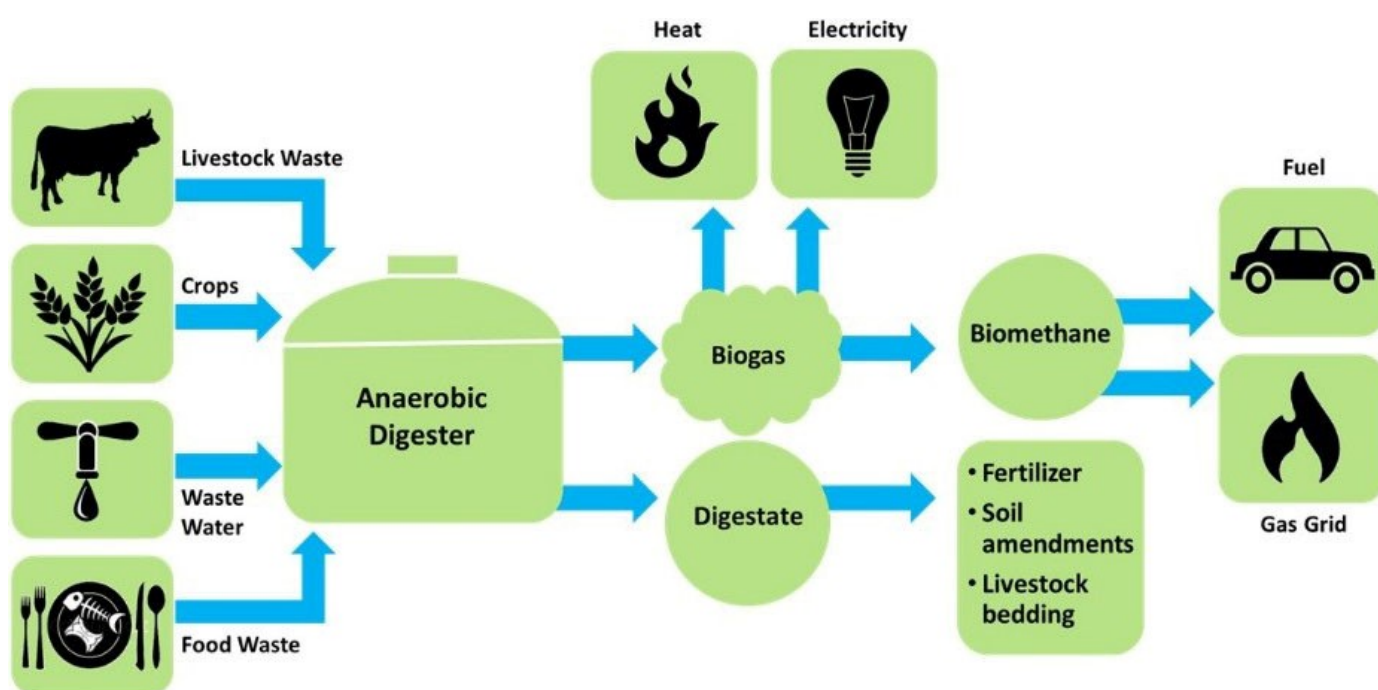 Heat
Electricity
Livestock Waste
Crops
Waste
Water
Food Waste
Anaerobic
Digester
Biogas
Digestate
Biomethane
• Fertilizer
• Soil
amendments
• Livestock
bedding
Fuel
Gas Grid